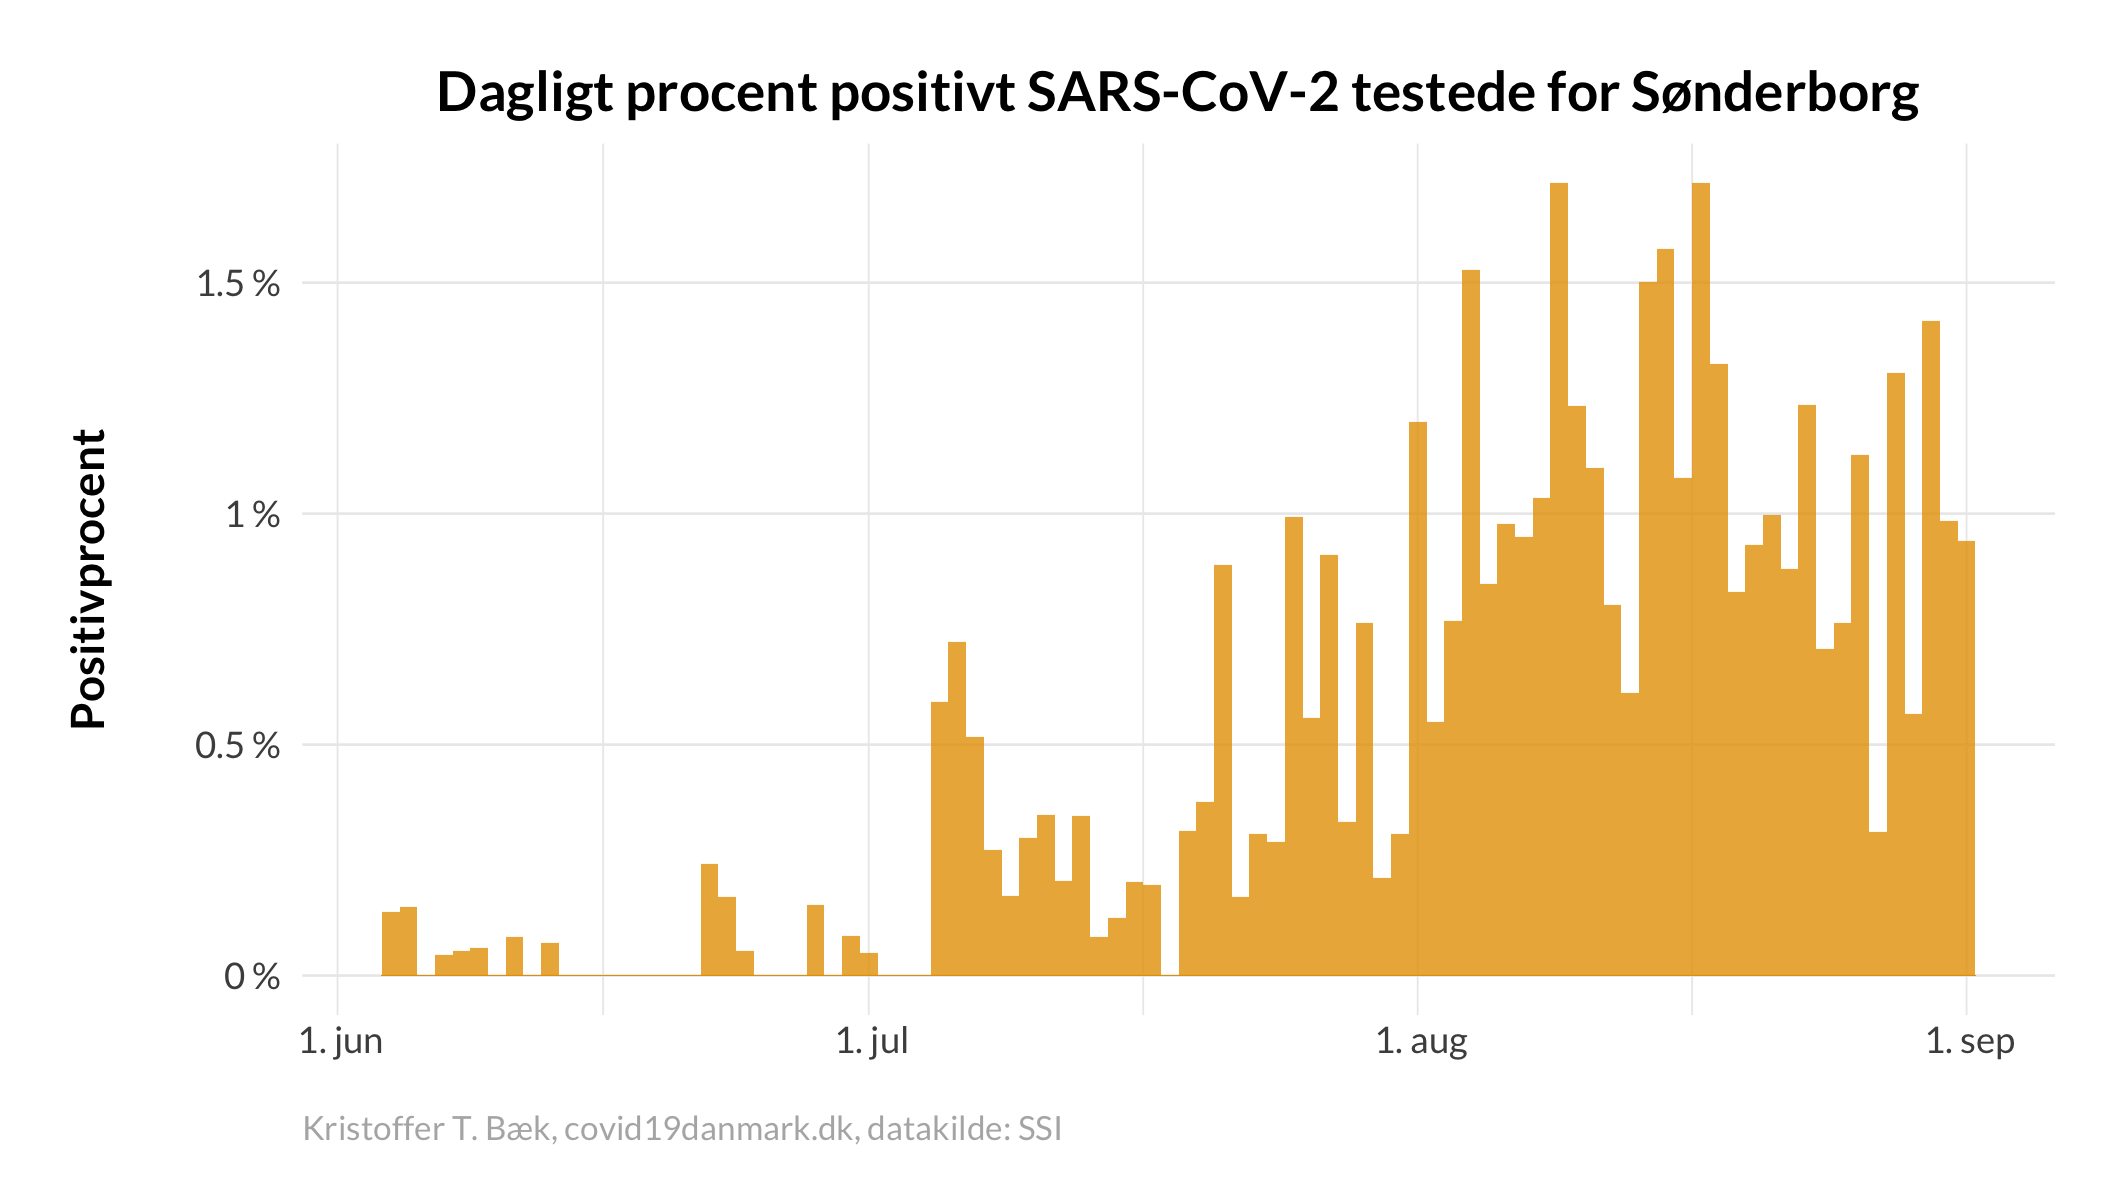 Dagligt procent positivt SARS-CoV-2 testede for Sønderborg
Positivprocent
1.5 %
1 %
0.5 %
0 %
1. jun
1. jul
1. aug
1. sep
Kristoffer T. Bæk, covid19danmark.dk, datakilde: SSI